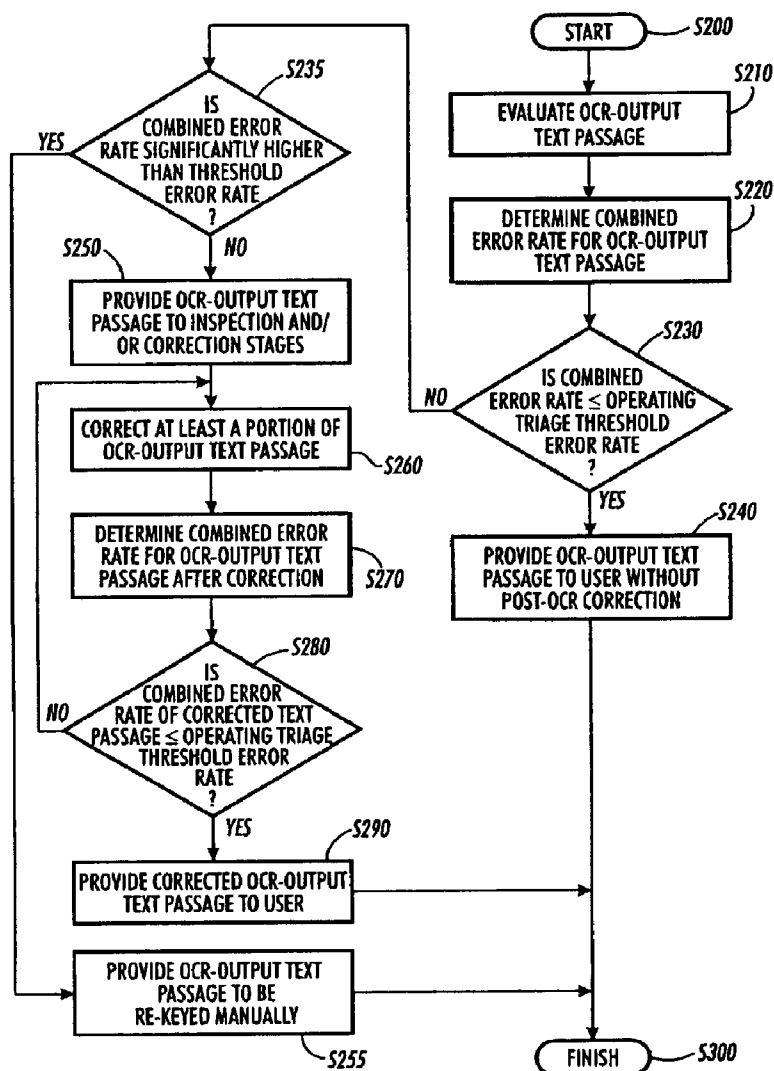 START
S200
S210
EVALUATE OCR-OUTPUT
TEXT PASSAGE
S220
DETERMINE COMBINED
ERROR RATE FOR OCR-OUTPUT
TEXT PASSAGE
S230
IS COMBINED
ERROR RATE ≤ OPERATING
TRIAGE THRESHOLD
ERROR RATE
?
NO
YES
S240
PROVIDE OCR-OUTPUT TEXT
PASSAGE TO USER WITHOUT
POST-OCR CORRECTION
S235
IS
COMBINED ERROR
RATE SIGNIFICANTLY HIGHER
THAN THRESHOLD
ERROR RATE
?
YES
NO
S250
PROVIDE OCR-OUTPUT TEXT
PASSAGE TO INSPECTION AND/
OR CORRECTION STAGES
CORRECT AT LEAST A PORTION OF
OCR-OUTPUT TEXT PASSAGE
S260
DETERMINE COMBINED ERROR
RATE FOR OCR-OUTPUT TEXT
PASSAGE AFTER CORRECTION
S270
S280
IS
COMBINED ERROR
RATE OF CORRECTED TEXT
PASSAGE ≤ OPERATING TRIAGE
THRESHOLD ERROR
RATE
?
NO
YES
S290
PROVIDE CORRECTED OCR-OUTPUT
TEXT PASSAGE TO USER
PROVIDE OCR-OUTPUT TEXT
PASSAGE TO BE
RE-KEYED MANUALLY
S255
FINISH
S300